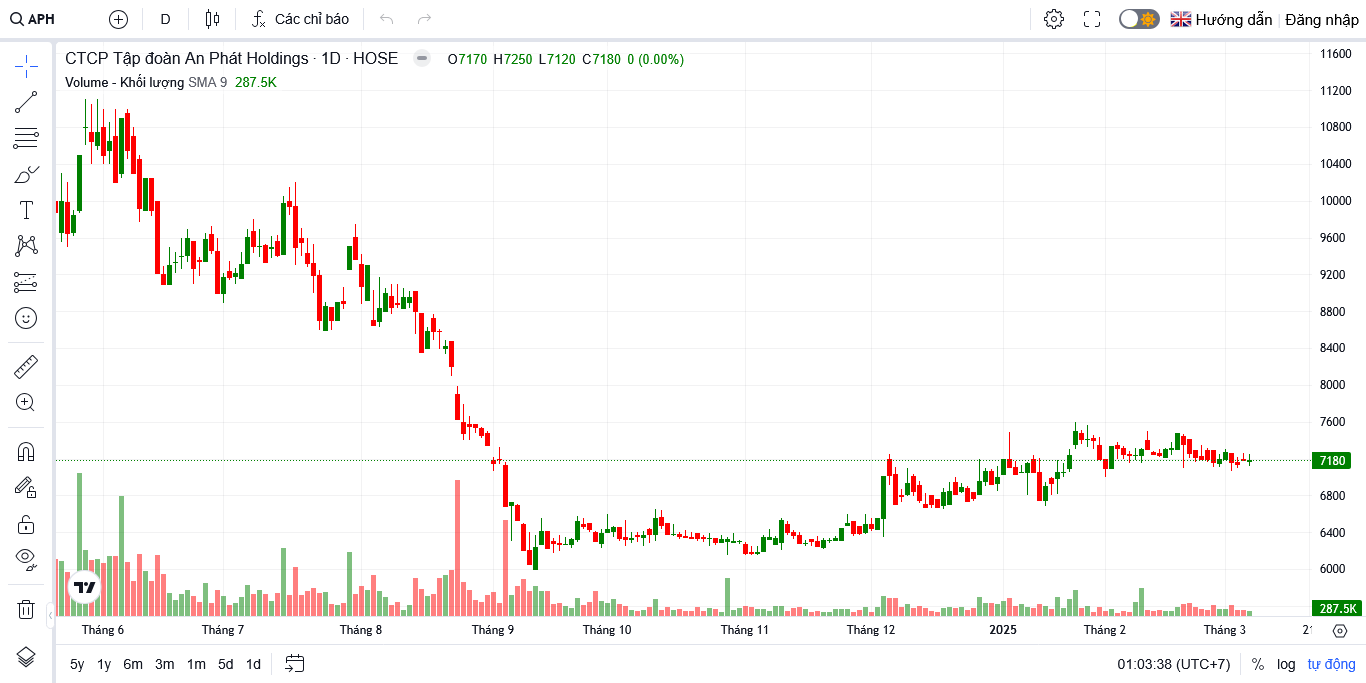 APH
D
Các chỉ báo
Hướng dẫn
Đăng nhập
CTCP Tập đoàn An Phát Holdings · 1D · HOSE O7170 H7250 L7120 C7180 0 (0.00%)
Volume - Khối lượng SMA 9 287.5K
11600
11200
10800
10400
10000
9600
9200
8800
8400
8000
7600
7180
6800
6400
6000
287.5K
Tháng 6 Tháng 7 Tháng 8 Tháng 9 Tháng 10 Tháng 11 Tháng 12 2025 Tháng 2 Tháng 3
5y 1y 6m 3m 1m 5d 1d 01:03:38 (UTC+7) % log tự động